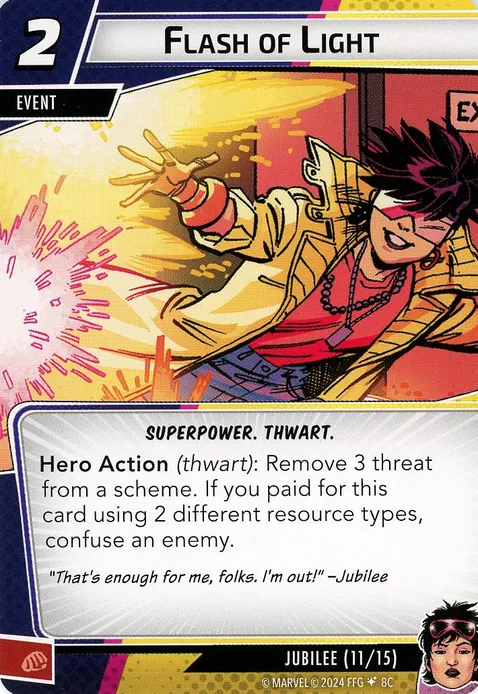 2
FLASH OF LIGHT
EVENT
EX
SUPERPOWER. THWART.
Hero Action (thwart): Remove 3 threat
from a scheme. If you paid for this
card using 2 different resource types,
confuse an enemy.
"That's enough for me, folks. I'm out!" –Jubilee
JUBILEE (11/15)
© MARVEL © 2024 FFG 8C